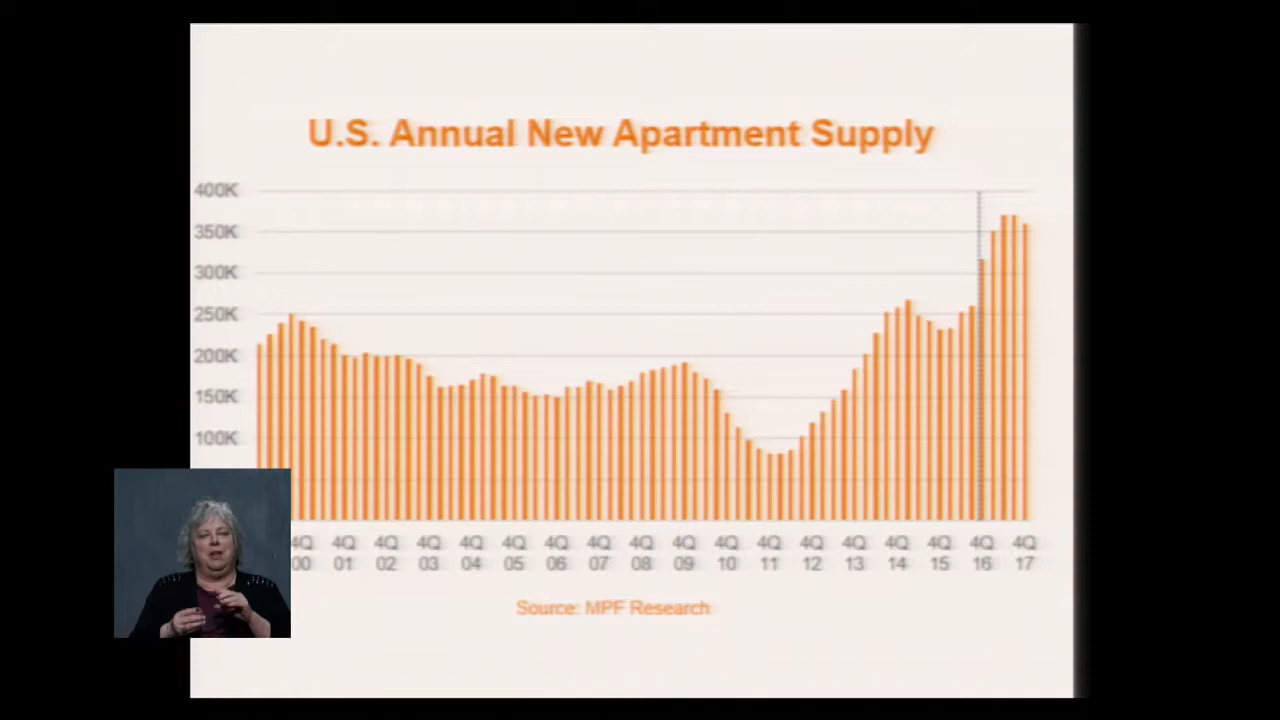 U.S. Annual New Apartment Supply
400K
350K
300K
250K
200K
150K
100K
4Q 4Q 4Q 4Q 4Q 4Q 4Q 4Q 4Q 4Q 4Q 4Q 4Q 4Q 4Q 4Q 4Q 4Q
00 01 02 03 04 05 06 07 08 09 10 11 12 13 14 15 16 17
Source: MPF Research